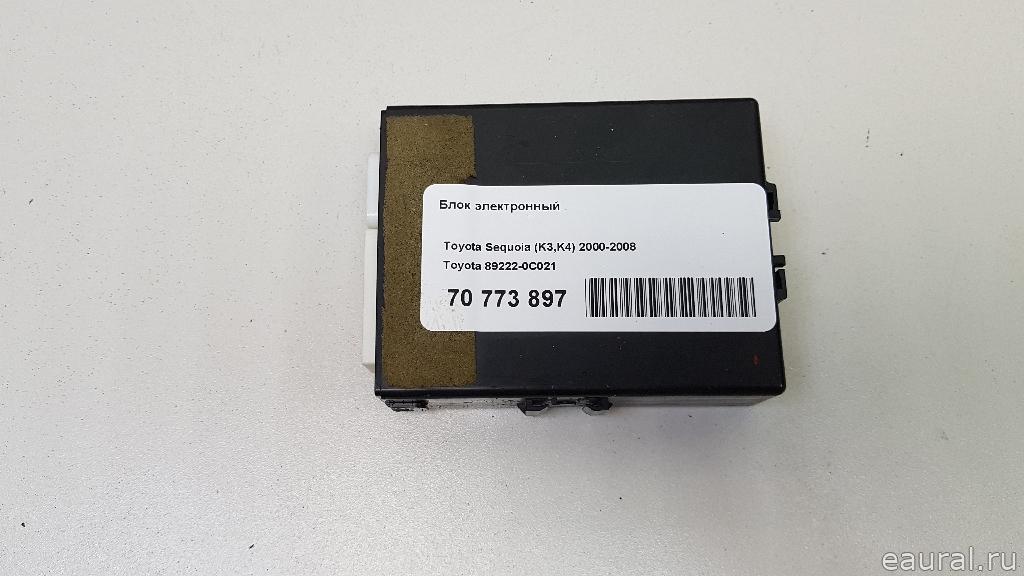 Блок электронный
Toyota Sequoia (K3,K4) 2000-2008
Toyota 89222-0C021
70 773 897
eaural.ru